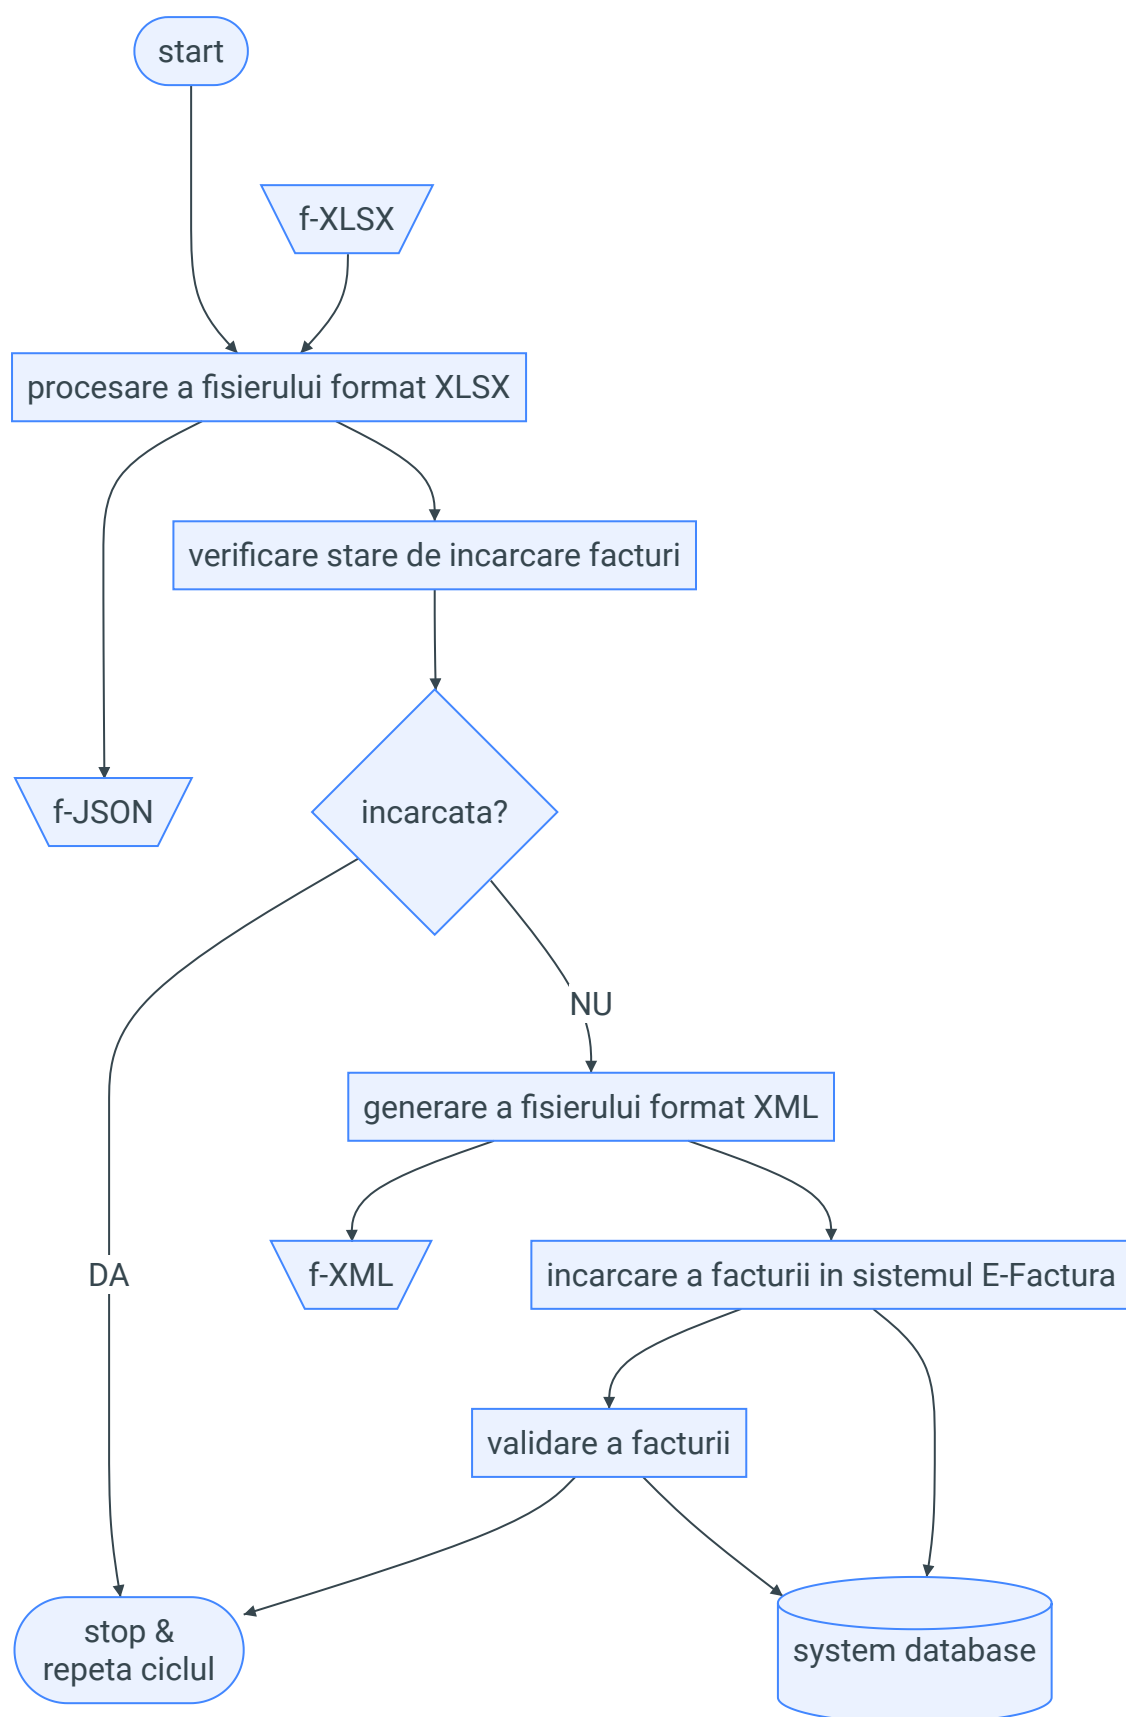 start
f-XLSX
procesare a fisierului format XLSX
verificare stare de incarcare facturi
f-JSON
incarcata?
NU
generare a fisierului format XML
DA
f-XML
incarcare a facturii in sistemul E-Factura
validare a facturii
stop &
repeta ciclul
system database